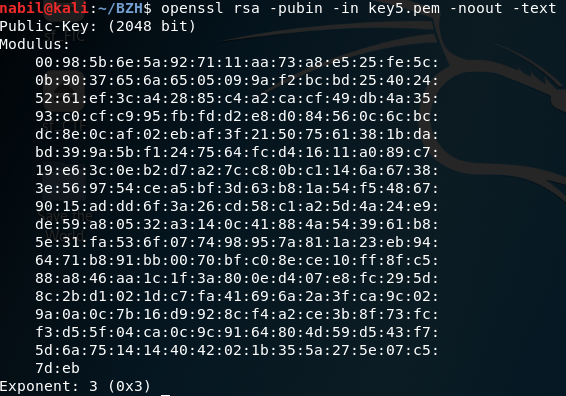 nabil@kali:~/BZH$ openssl rsa -pubin -in key5.pem -noout -text
Public-Key: (2048 bit)
Modulus:
    00:98:5b:6e:5a:92:71:11:aa:73:a8:e5:25:fe:5c:
    0b:90:37:65:6a:65:05:09:9a:f2:bc:bd:25:40:24:
    52:61:ef:3c:a4:28:85:c4:a2:ca:cf:49:db:4a:35:
    93:c0:cf:c9:95:fb:fd:d2:e8:d0:84:56:0c:6c:bc:
    dc:8e:0c:af:02:eb:af:3f:21:50:75:61:38:1b:da:
    bd:39:9a:5b:f1:24:75:64:fc:d4:16:11:a0:89:c7:
    19:e6:3c:0e:b2:d7:a2:7c:c8:0b:c1:14:6a:67:38:
    3e:56:97:54:ce:a5:bf:3d:63:b8:1a:54:f5:48:67:
    90:15:ad:dd:6f:3a:26:cd:58:c1:a2:5d:4a:24:e9:
    de:59:a8:05:32:a3:14:0c:41:88:4a:54:39:61:b8:
    5e:31:fa:53:6f:07:74:98:95:7a:81:1a:23:eb:94:
    64:71:b8:91:bb:00:70:bf:c0:8e:ce:10:ff:8f:c5:
    88:a8:46:aa:1c:1f:3a:80:0e:d4:07:e8:fc:29:5d:
    8c:2b:d1:02:1d:c7:fa:41:69:6a:2a:3f:ca:9c:02:
    9a:0a:0c:7b:16:d9:92:8c:f4:a2:ce:3b:8f:73:fc:
    f3:d5:5f:04:ca:0c:9c:91:64:80:4d:59:d5:43:f7:
    5d:6a:75:14:14:40:42:02:1b:35:5a:27:5e:07:c5:
    7d:eb
Exponent: 3 (0x3)